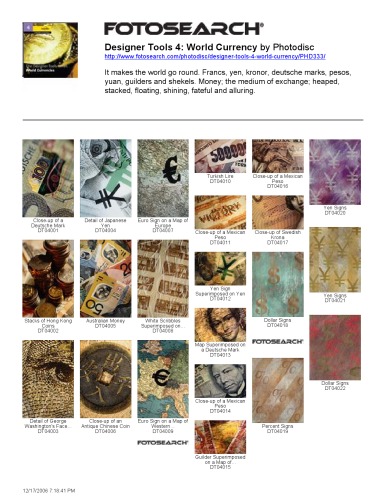 FOTOSEARCH®
Designer Tools 4: World Currency by Photodisc
http://www.fotosearch.com/photodisc/designer-tools-4-world-currency/PHD333/
It makes the world go round. Francs, yen, kronor, deutsche marks, pesos,
yuan, guilders and shekels. Money; the medium of exchange; heaped,
stacked, floating, shining, fateful and alluring.
World Currencies
Close-up of a
Deutsche Mark
DT04001
Stacks of Hong Kong
Coins
DT04002
Detail of George
Washington's Face...
DT04003
Detail of Japanese
Yen
DT04004
Australian Money
DT04005
Close-up of an
Antique Chinese Coin
DT04006
Euro Sign on a Map of
Europe
DT04007
White Scribbles
Superimposed on...
DT04008
Euro Sign on a Map of
Western...
DT04009
FOTOSEARCH®
500000
Turkish Lire
DT04010
Close-up of a Mexican
Peso
DT04011
Yen Sign
Superimposed on Yen
DT04012
Map Superimposed on
a Deutsche Mark
DT04013
Close-up of a Mexican
Peso
DT04014
Guilder Superimposed
on a Map of...
DT04015
Close-up of a Mexican
Peso
DT04016
Close-up of Swedish
Krona
DT04017
Dollar Signs
DT04018
FOTOSEARCH®
Percent Signs
DT04019
Yen Signs
DT04020
Yen Signs
DT04021
Dollar Signs
DT04022
12/17/2006 7:18:41 PM